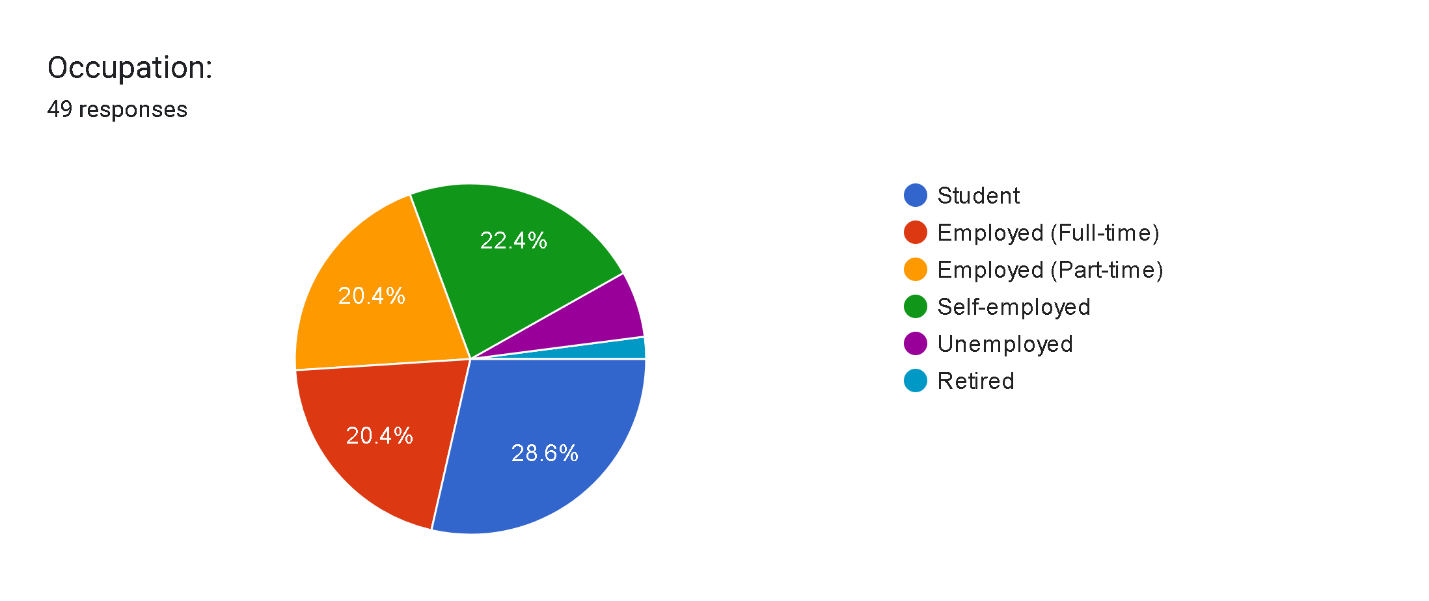 Occupation:
49 responses
22.4%
20.4%
20.4%
28.6%
Student
Employed (Full-time)
Employed (Part-time)
Self-employed
Unemployed
Retired